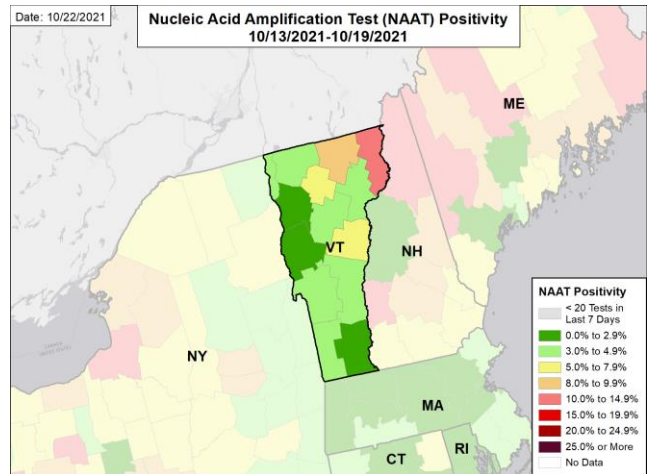 Date: 10/22/2021
Nucleic Acid Amplification Test (NAAT) Positivity
10/13/2021-10/19/2021
ME
VT
NH
NY
MA
CT
RI
NAAT Positivity
< 20 Tests in
Last 7 Days
0.0% to 2.9%
3.0% to 4.9%
5.0% to 7.9%
8.0% to 9.9%
10.0% to 14.9%
15.0% to 19.9%
20.0% to 24.9%
25.0% or More
No Data